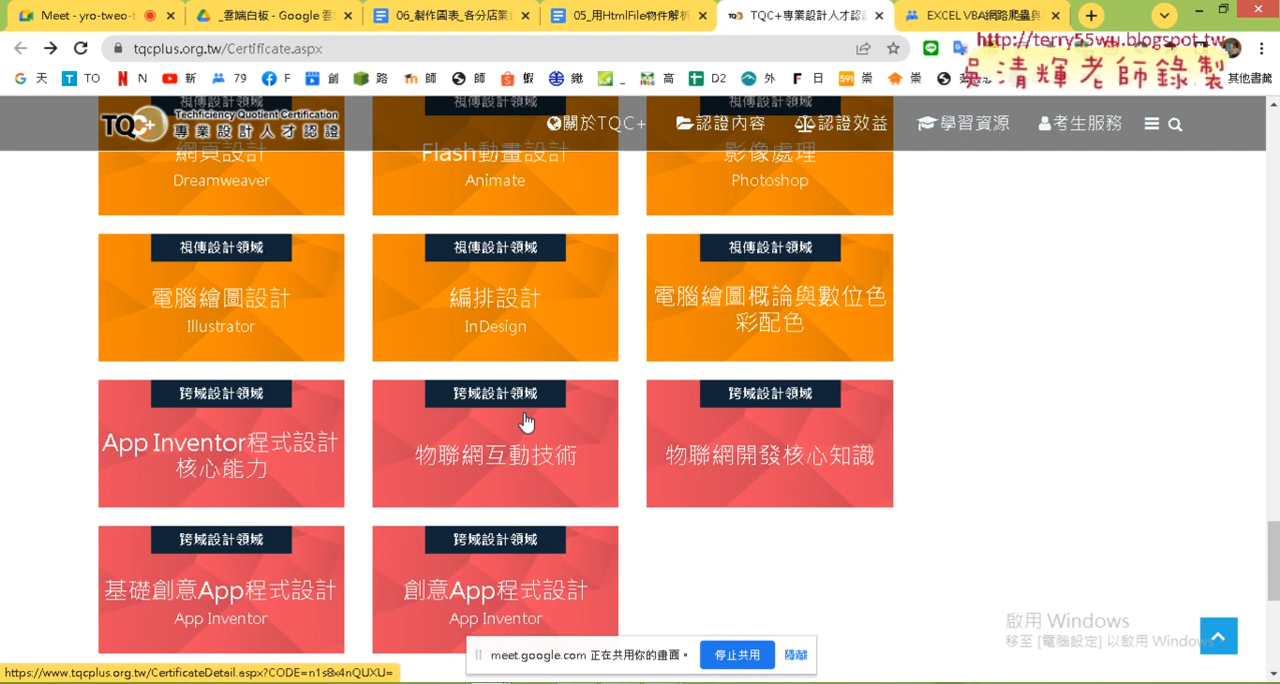 Meet - yro-tweo-
_雲端白板 - Google 雲
06_製作圖表_各分店業
05_用HtmlFile物件解析
TQC+專業設計人才認
EXCEL VBA網路爬蟲與
tqcplus.org.tw/Certificate.aspx
http://terry55wu.blogspot.tw
吳清輝老師錄製
天
TO
N
新
79
F
創
路
師
師
蝦
鐵
_
高
D2
外
日
崇
崇
其他書籤
TQC+
Techficiency Quotient Certification
專業設計人才認證
關於TQC+
認證內容
認證效益
學習資源
考生服務
視傳設計領域
視傳設計領域
視傳設計領域
網頁設計
Flash動畫設計
影像處理
Dreamweaver
Animate
Photoshop
視傳設計領域
視傳設計領域
視傳設計領域
電腦繪圖設計
編排設計
電腦繪圖概論與數位色
彩配色
Illustrator
InDesign
跨域設計領域
跨域設計領域
跨域設計領域
App Inventor程式設計
核心能力
物聯網互動技術
物聯網開發核心知識
跨域設計領域
跨域設計領域
基礎創意App程式設計
創意App程式設計
App Inventor
App Inventor
啟用 Windows
移至 [電腦設定] 以啟用 Windows。
meet.google.com 正在共用你的畫面。
停止共用
隱藏
https://www.tqcplus.org.tw/CertificateDetail.aspx?CODE=n1s8x4nQUXU=